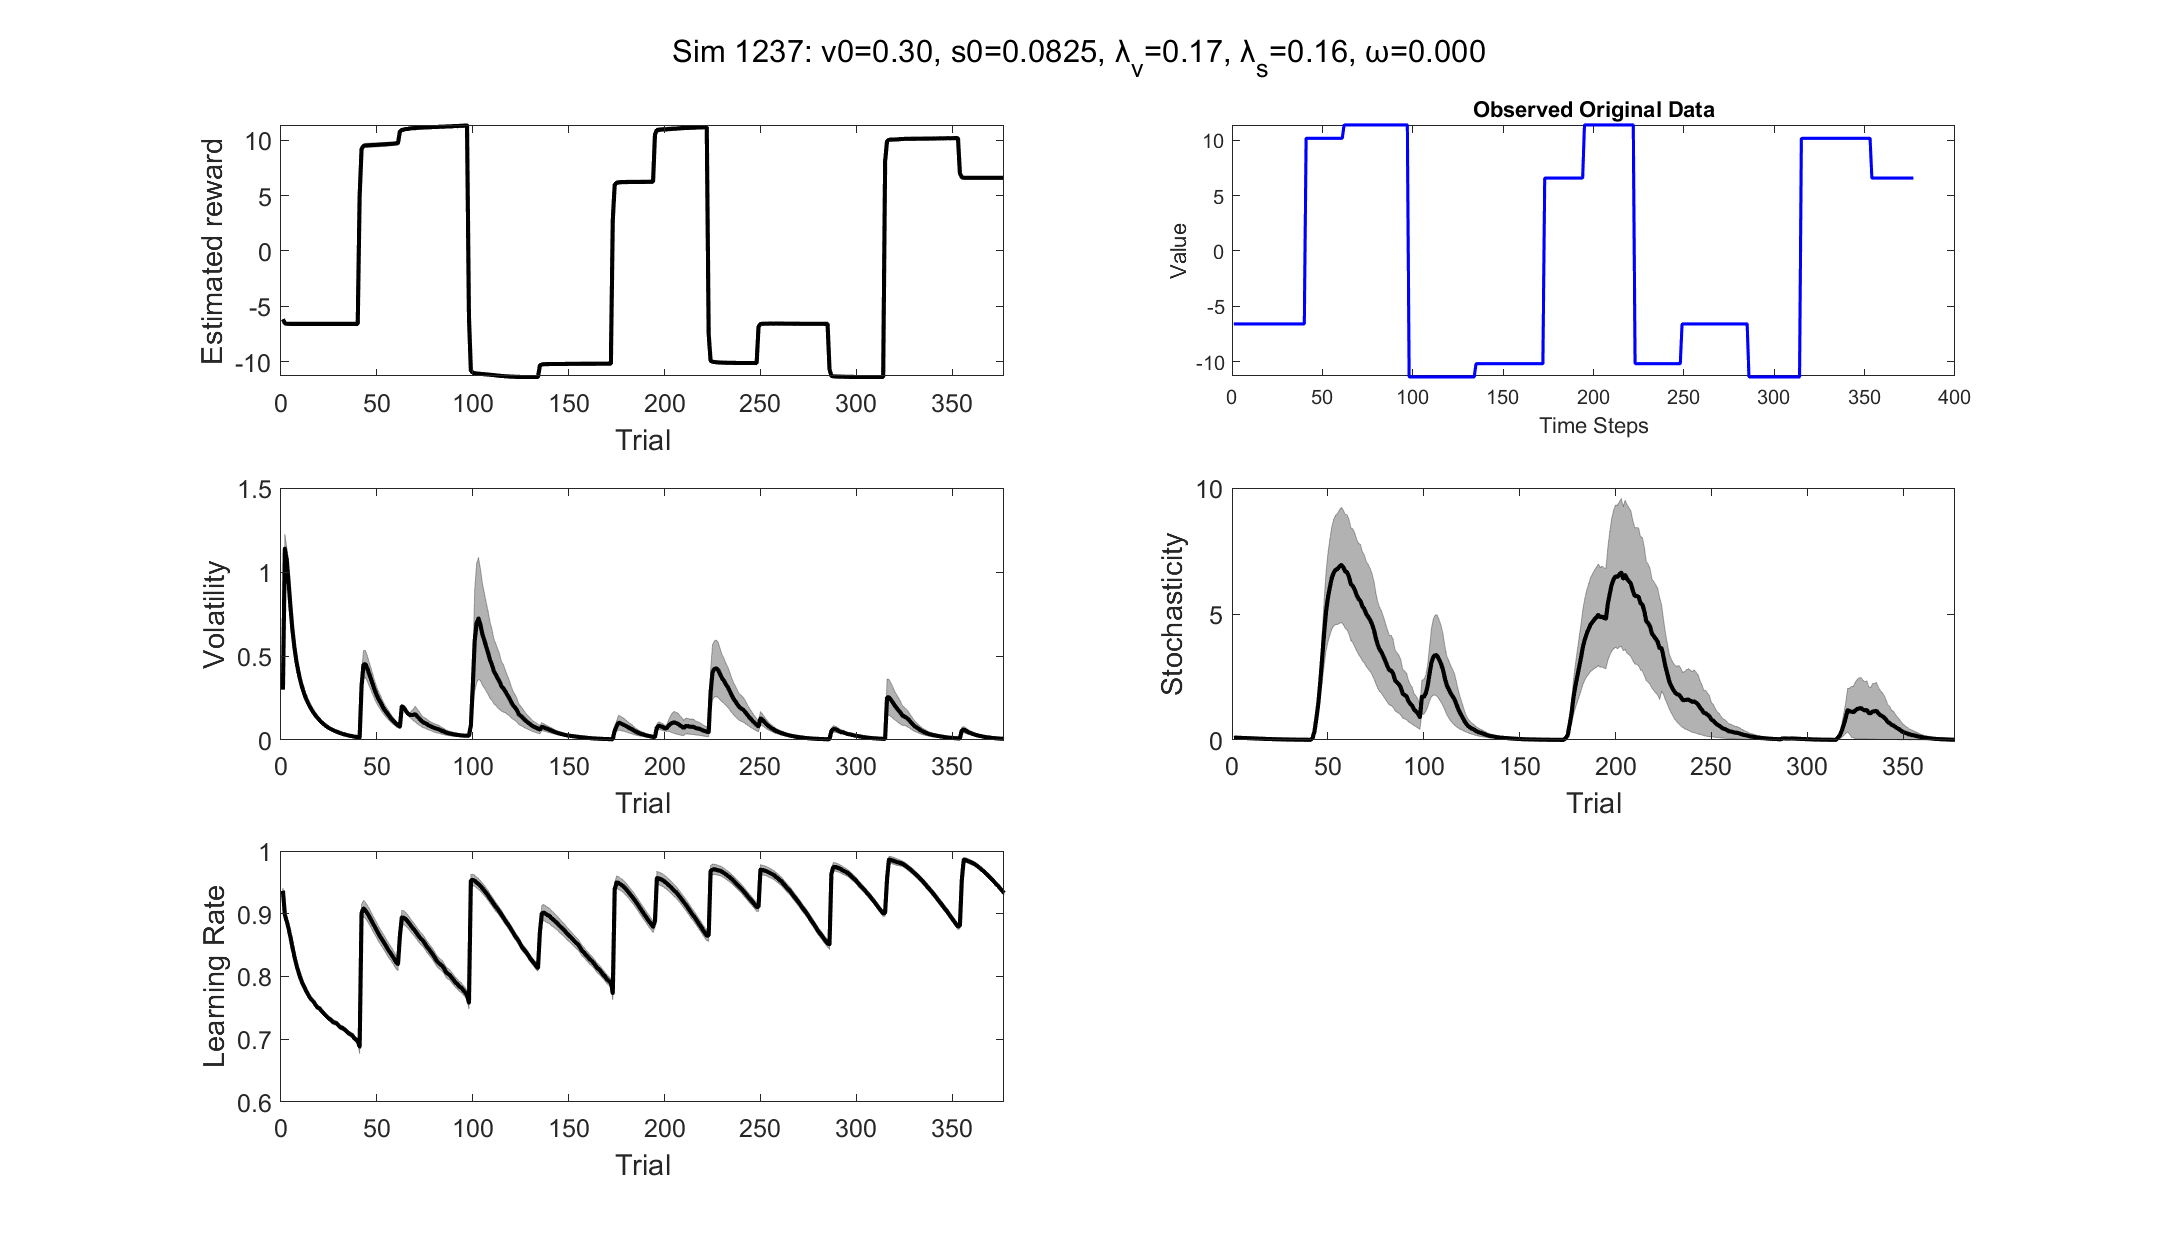 Sim 1237: v0=0.30, s0=0.0825, λ_v=0.17, λ_s=0.16, ω=0.000
Estimated reward
10
5
0
-5
-10
0 50 100 150 200 250 300 350
Trial
Observed Original Data
Value
10
5
0
-5
-10
0 50 100 150 200 250 300 350 400
Time Steps
Volatility
1.5
1
0.5
0
0 50 100 150 200 250 300 350
Trial
Stochasticity
10
5
0
0 50 100 150 200 250 300 350
Trial
Learning Rate
1
0.9
0.8
0.7
0.6
0 50 100 150 200 250 300 350
Trial